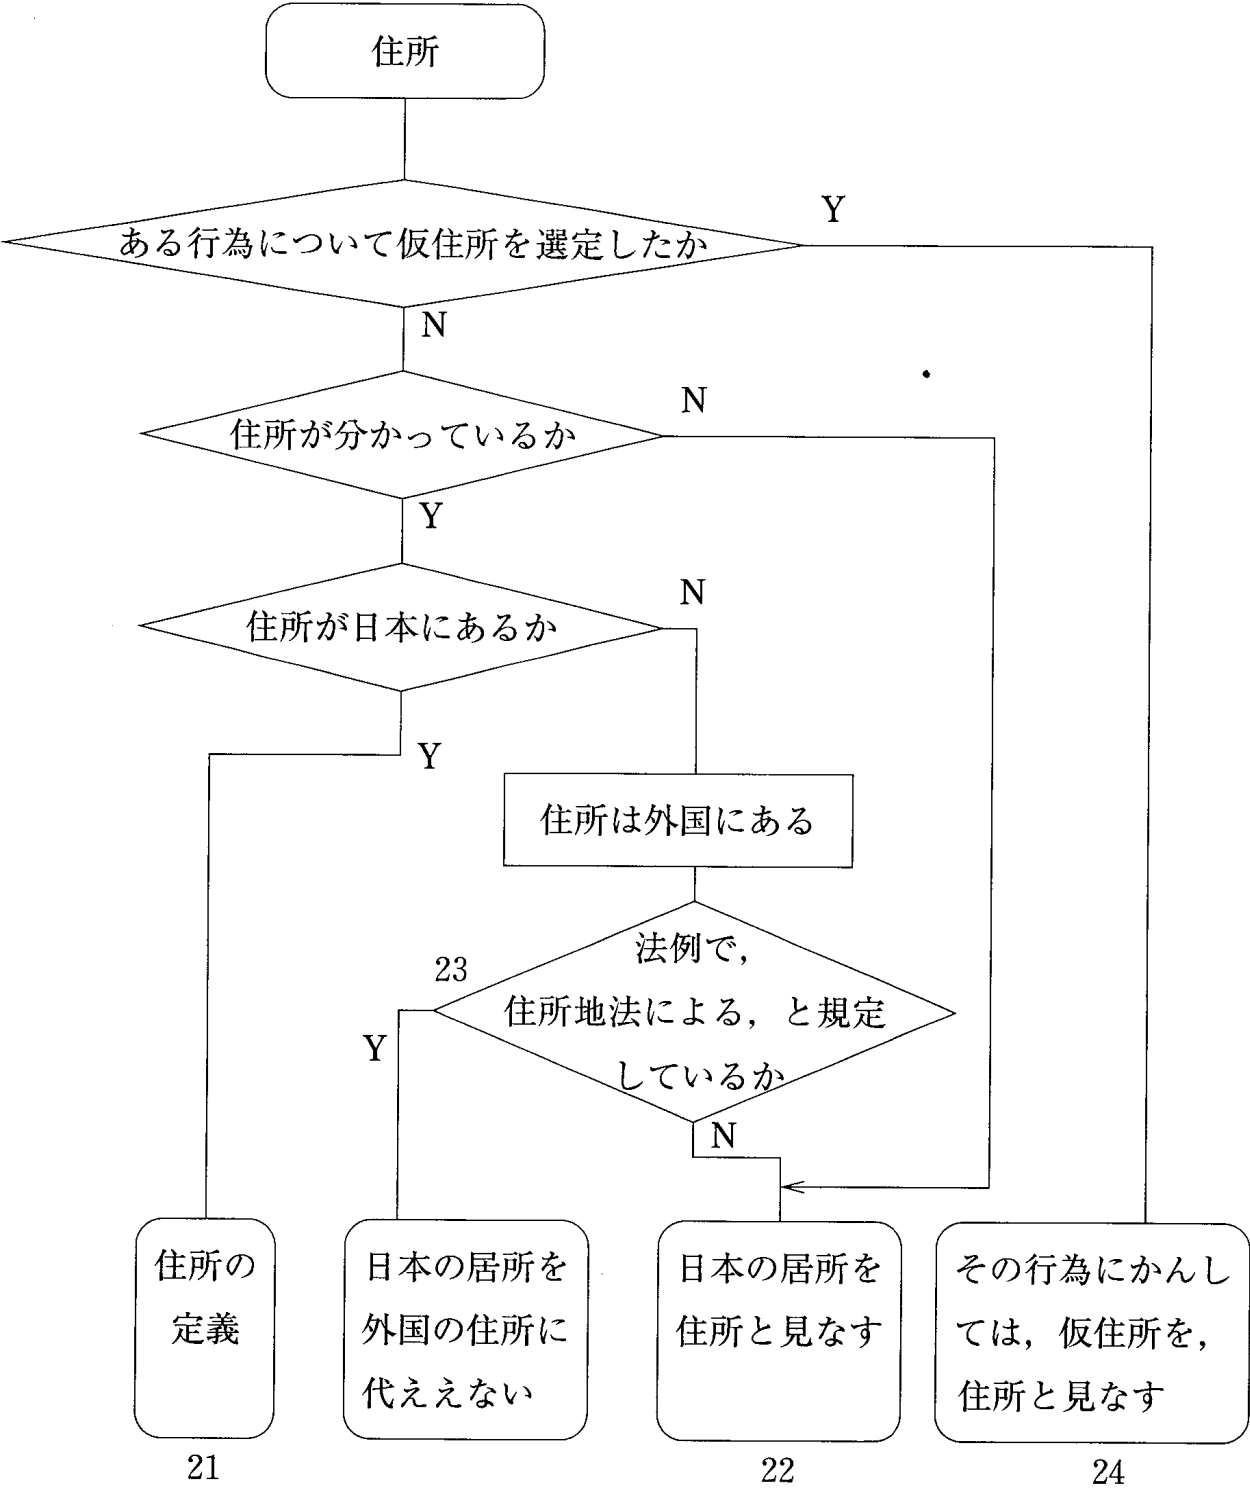 住所
ある行為について仮住所を選定したか
Y
N
住所が分かっているか
N
Y
住所が日本にあるか
N
Y
住所は外国にある
23
法例で，
住所地法による，と規定
しているか
Y
N
住所の
定義
21
日本の居所を
外国の住所に
代ええない
日本の居所を
住所と見なす
22
その行為にかんし
ては，仮住所を，
住所と見なす
24